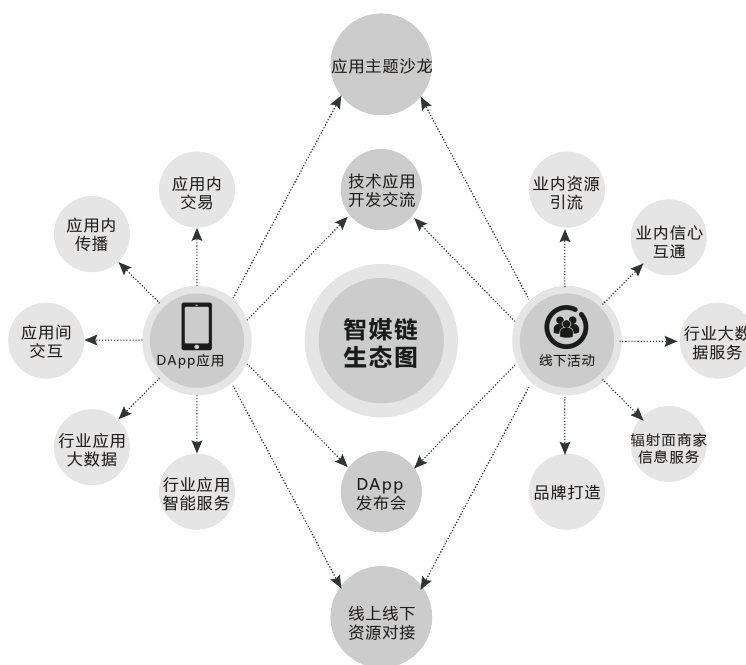 应用主题沙龙
技术应用
开发交流
应用内
交易
业内资源
引流
应用内
传播
业内信心
互通
智媒链
生态图
应用间
交互
DApp应用
线下活动
行业大数
据服务
行业应用
大数据
辐射面商家
信息服务
行业应用
智能服务
DApp
发布会
品牌打造
线上线下
资源对接